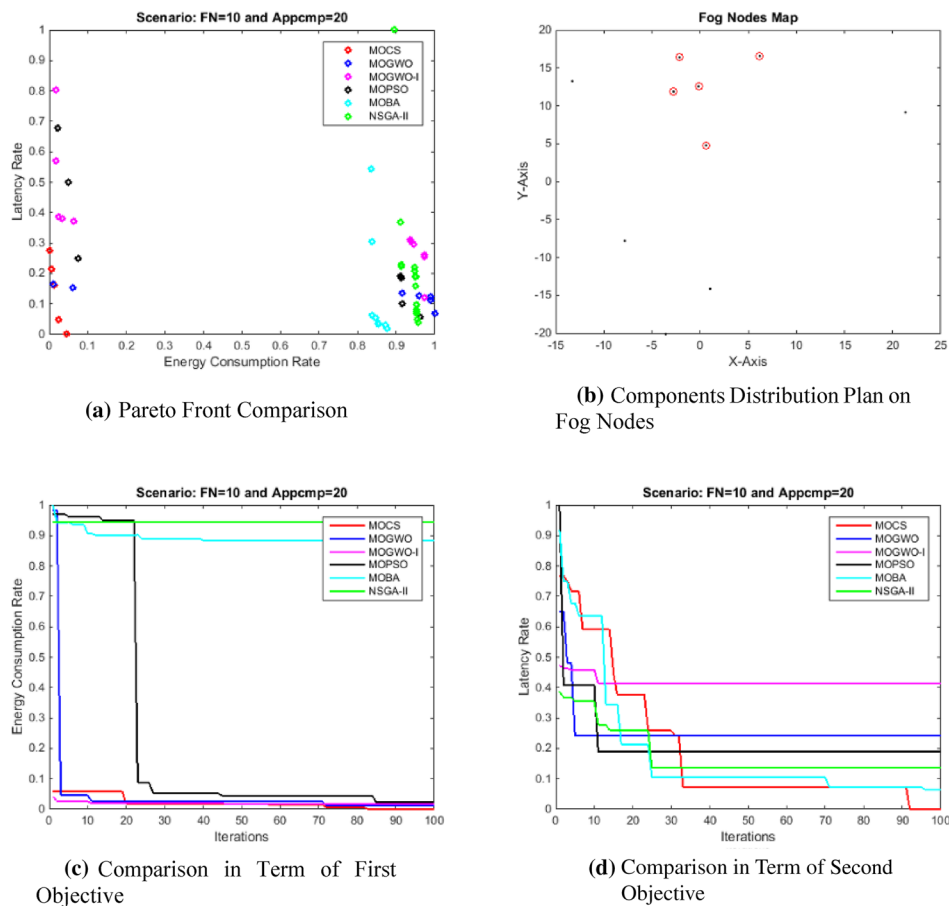 Scenario: FN=10 and Appcmp=20
1
0.9
0.8
0.7
0.6
0.5
0.4
0.3
0.2
0.1
0
Latency Rate
MOCS
MOGWO
MOGWO-I
MOPSO
MOBA
NSGA-II
0 0.1 0.2 0.3 0.4 0.5 0.6 0.7 0.8 0.9 1
Energy Consumption Rate
(a) Pareto Front Comparison
Fog Nodes Map
20
15
10
5
0
-5
-10
-15
-20
Y-Axis
-15 -10 -5 0 5 10 15 20 25
X-Axis
(b) Components Distribution Plan on
Fog Nodes
Scenario: FN=10 and Appcmp=20
1
0.9
0.8
0.7
0.6
0.5
0.4
0.3
0.2
0.1
0
Energy Consumption Rate
MOCS
MOGWO
MOGWO-I
MOPSO
MOBA
NSGA-II
0 10 20 30 40 50 60 70 80 90 100
Iterations
(c) Comparison in Term of First
Objective
Scenario: FN=10 and Appcmp=20
1
0.9
0.8
0.7
0.6
0.5
0.4
0.3
0.2
0.1
0
Latency Rate
MOCS
MOGWO
MOGWO-I
MOPSO
MOBA
NSGA-II
0 10 20 30 40 50 60 70 80 90 100
Iterations
(d) Comparison in Term of Second
Objective